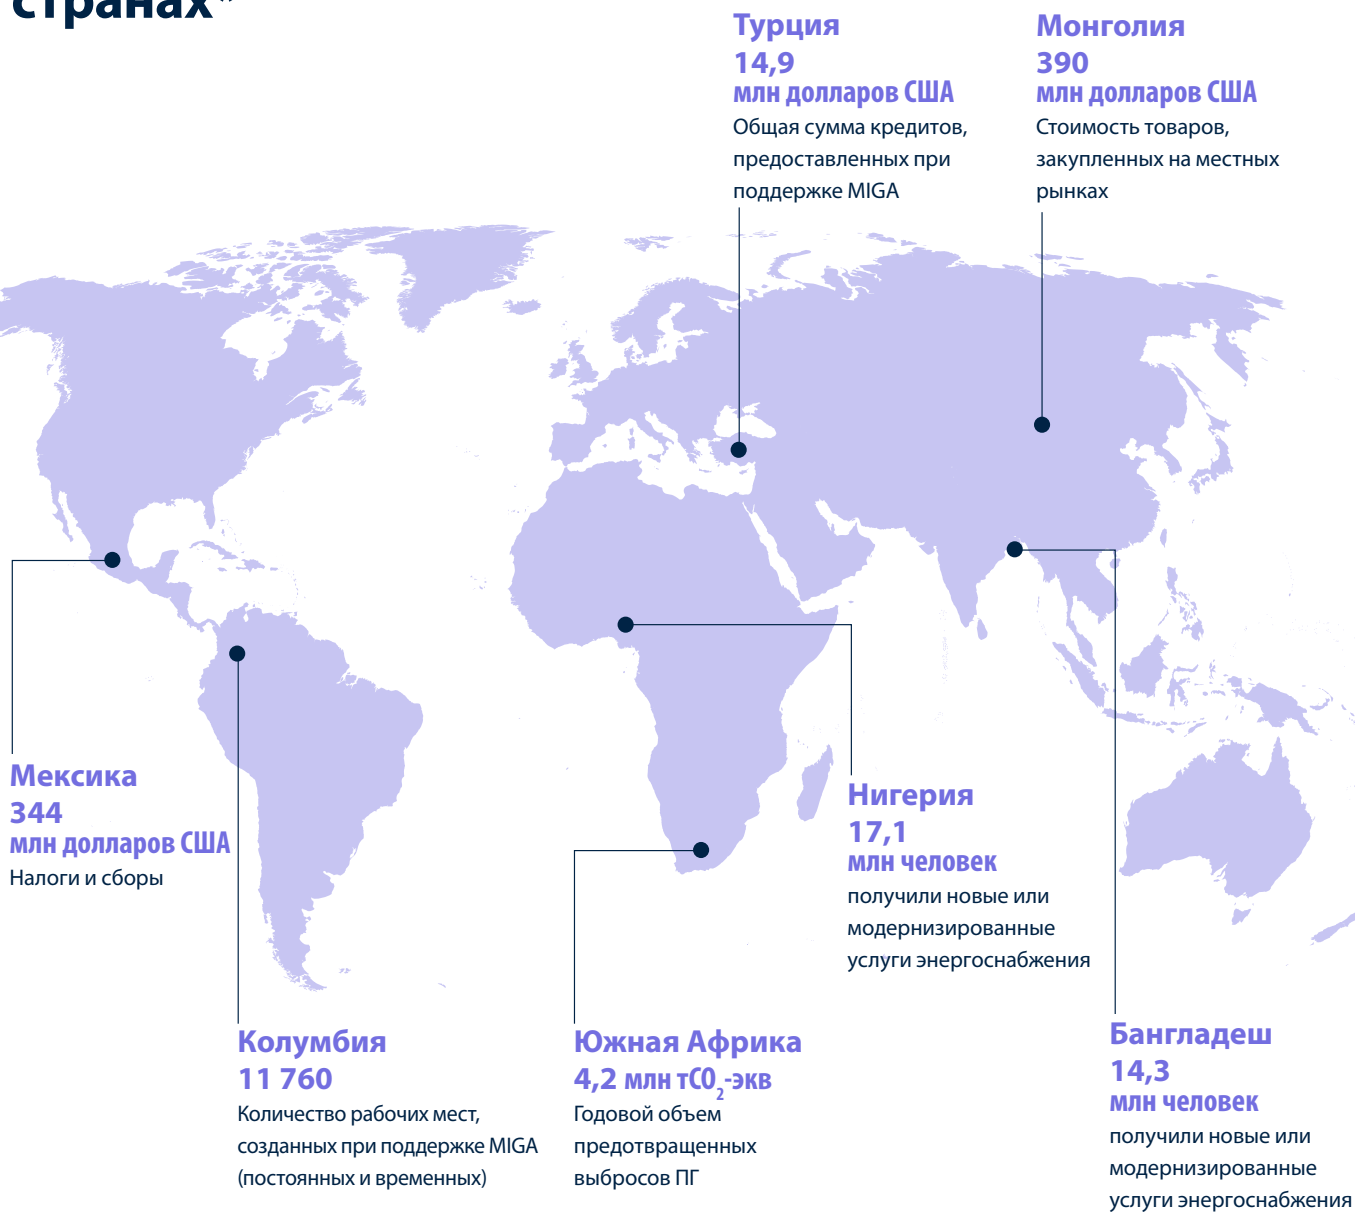 странах*
Турция
14,9
млн долларов США
Общая сумма кредитов,
предоставленных при
поддержке MIGA
Монголия
390
млн долларов США
Стоимость товаров,
закупленных на местных
рынках
Мексика
344
млн долларов США
Налоги и сборы
Нигерия
17,1
млн человек
получили новые или
модернизированные
услуги энергоснабжения
Колумбия
11 760
Количество рабочих мест,
созданных при поддержке MIGA
(постоянных и временных)
Южная Африка
4,2 млн тCO₂-экв
Годовой объем
предотвращенных
выбросов ПГ
Бангладеш
14,3
млн человек
получили новые или
модернизированные
услуги энергоснабжения